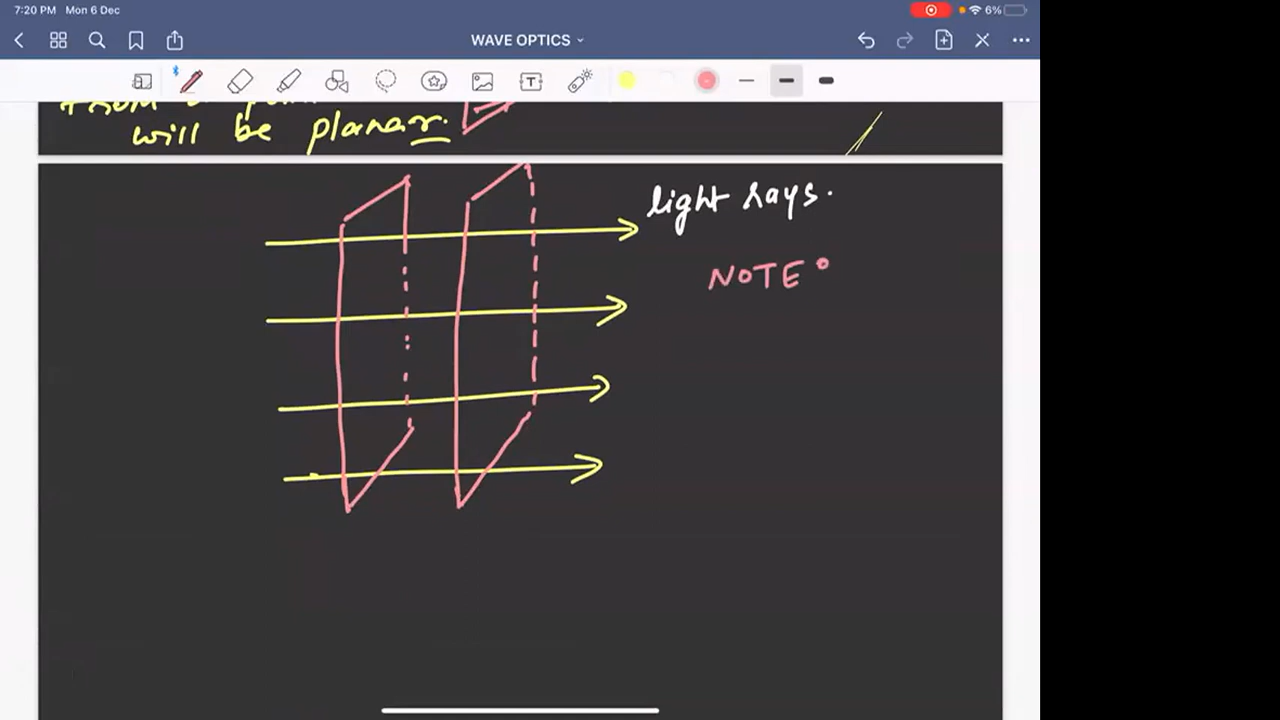 7:20 PM Mon 6 Dec
6%
WAVE OPTICS
T
will be planar.
light rays.
NOTE